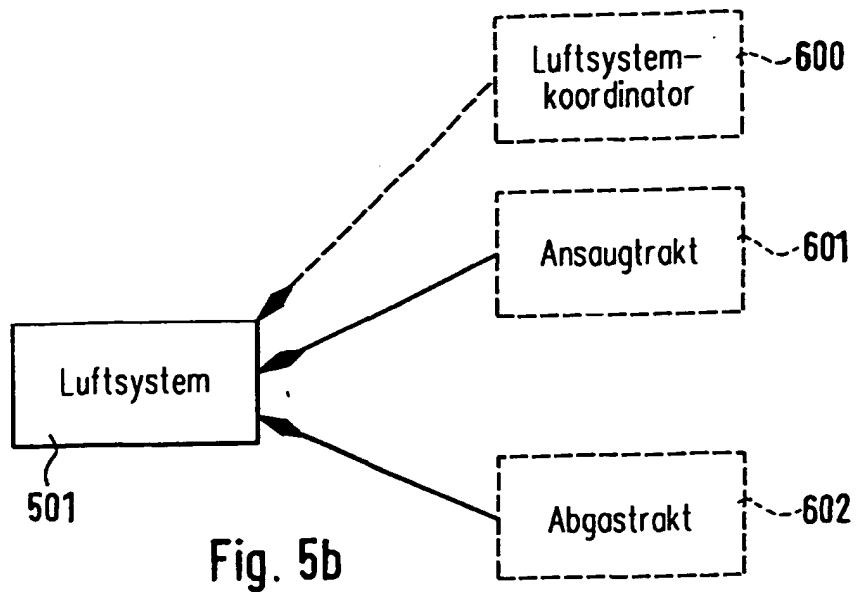 Luftsystem-
koordinator
600
Ansaugtrakt
601
Luftsystem
501
Abgastrakt
602
Fig. 5b